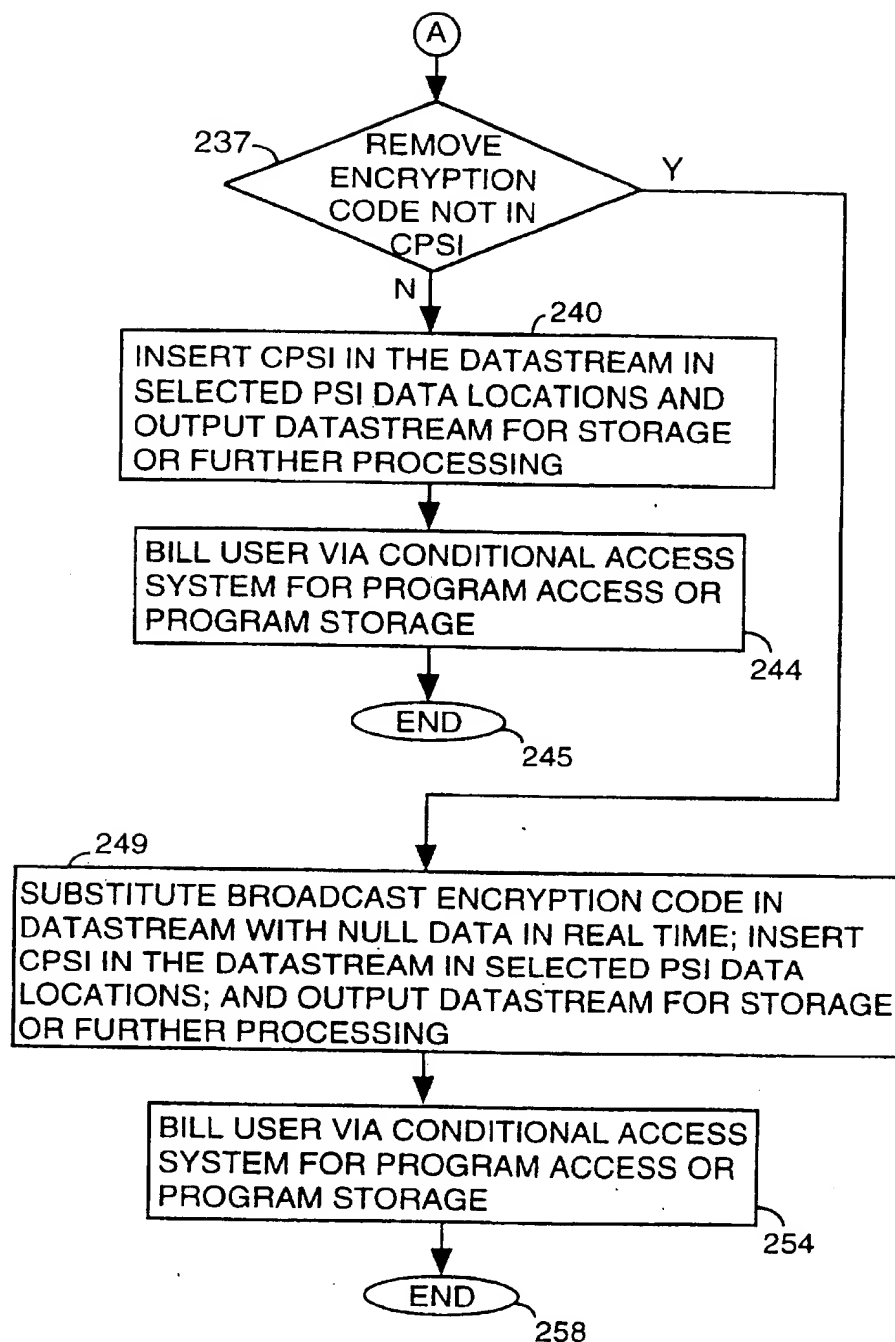 A
237
REMOVE
ENCRYPTION
CODE NOT IN
CPSI
Y
N
240
INSERT CPSI IN THE DATASTREAM IN
SELECTED PSI DATA LOCATIONS AND
OUTPUT DATASTREAM FOR STORAGE
OR FURTHER PROCESSING
BILL USER VIA CONDITIONAL ACCESS
SYSTEM FOR PROGRAM ACCESS OR
PROGRAM STORAGE
244
END
245
249
SUBSTITUTE BROADCAST ENCRYPTION CODE IN
DATASTREAM WITH NULL DATA IN REAL TIME; INSERT
CPSI IN THE DATASTREAM IN SELECTED PSI DATA
LOCATIONS; AND OUTPUT DATASTREAM FOR STORAGE
OR FURTHER PROCESSING
BILL USER VIA CONDITIONAL ACCESS
SYSTEM FOR PROGRAM ACCESS OR
PROGRAM STORAGE
254
END
258